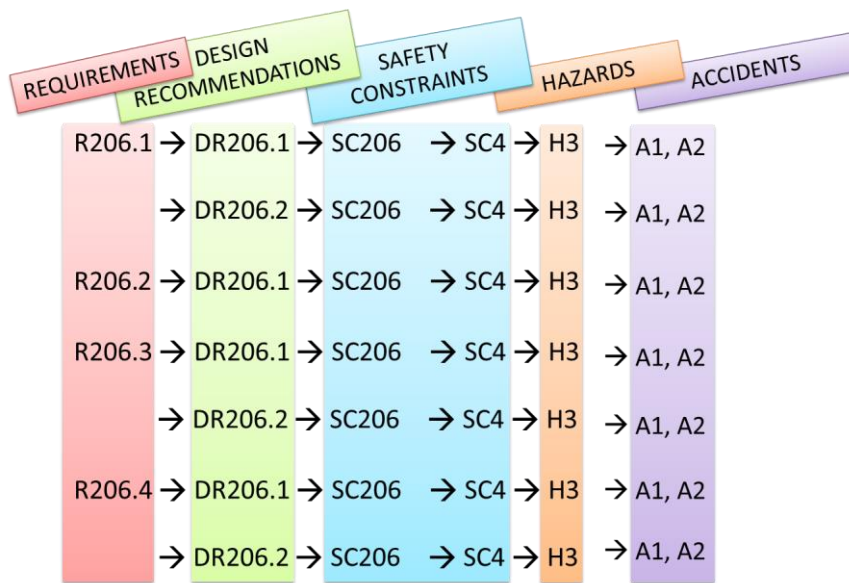 REQUIREMENTS
DESIGN
RECOMMENDATIONS
SAFETY
CONSTRAINTS
HAZARDS
ACCIDENTS
R206.1 → DR206.1 → SC206 → SC4 → H3 → A1, A2
→ DR206.2 → SC206 → SC4 → H3 → A1, A2
R206.2 → DR206.1 → SC206 → SC4 → H3 → A1, A2
R206.3 → DR206.1 → SC206 → SC4 → H3 → A1, A2
→ DR206.2 → SC206 → SC4 → H3 → A1, A2
R206.4 → DR206.1 → SC206 → SC4 → H3 → A1, A2
→ DR206.2 → SC206 → SC4 → H3 → A1, A2